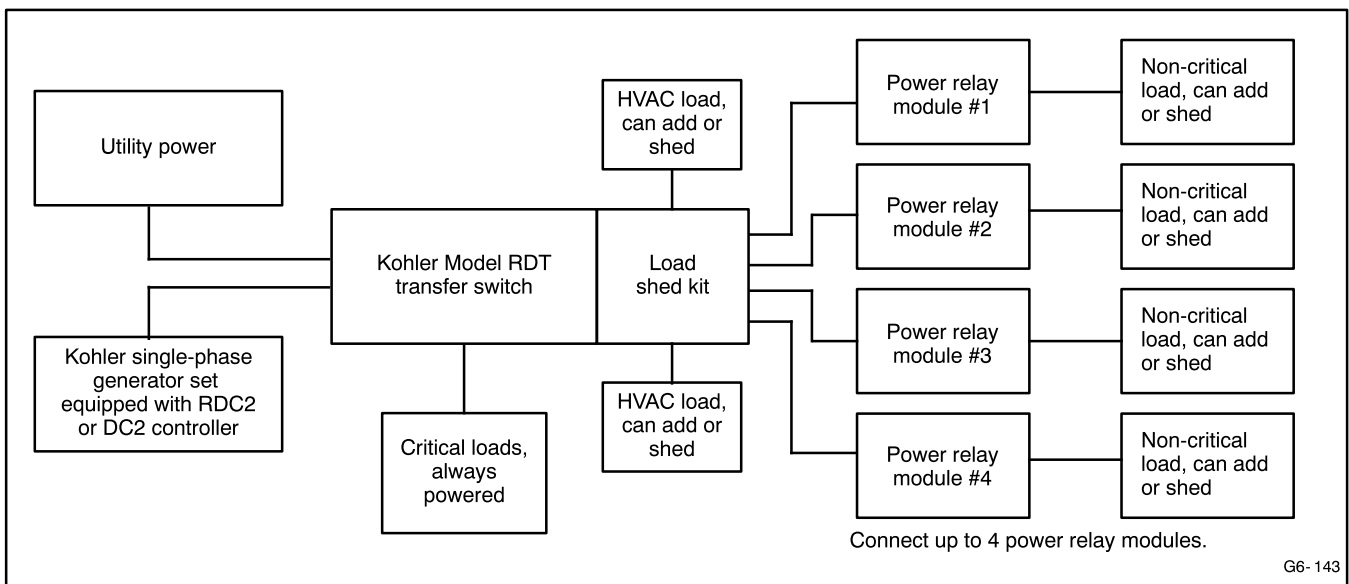 Utility power
Kohler single-phase
generator set
equipped with RDC2
or DC2 controller
Kohler Model RDT
transfer switch
Critical loads,
always
powered
HVAC load,
can add or
shed
Load
shed kit
HVAC load,
can add or
shed
Power relay
module #1
Non-critical
load, can add
or shed
Power relay
module #2
Non-critical
load, can add
or shed
Power relay
module #3
Non-critical
load, can add
or shed
Power relay
module #4
Non-critical
load, can add
or shed
Connect up to 4 power relay modules.
G6- 143